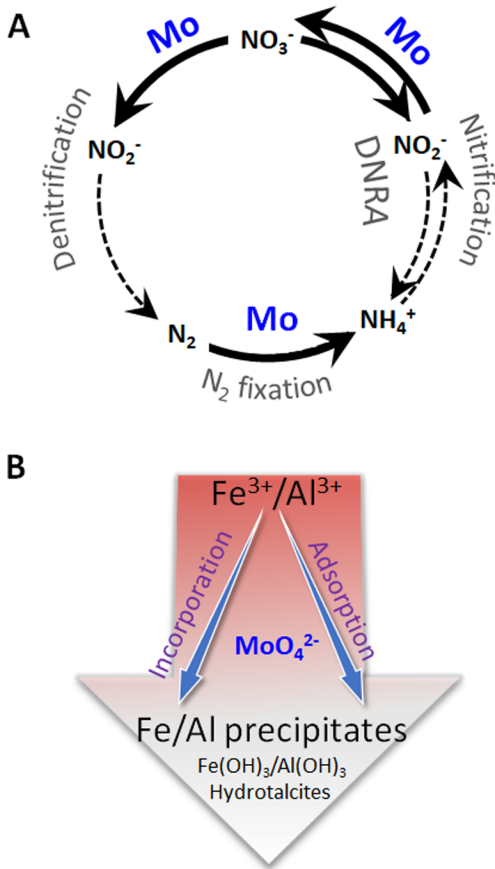 A
Mo
NO₃⁻
Mo
Denitrification
NO₂⁻
DNRA
NO₂⁻
Nitrification
N₂
Mo
NH₄⁺
N₂ fixation
B
Fe³⁺/Al³⁺
Incorporation
Adsorption
MoO₄²⁻
Fe/Al precipitates
Fe(OH)₃/Al(OH)₃
Hydrotalcites